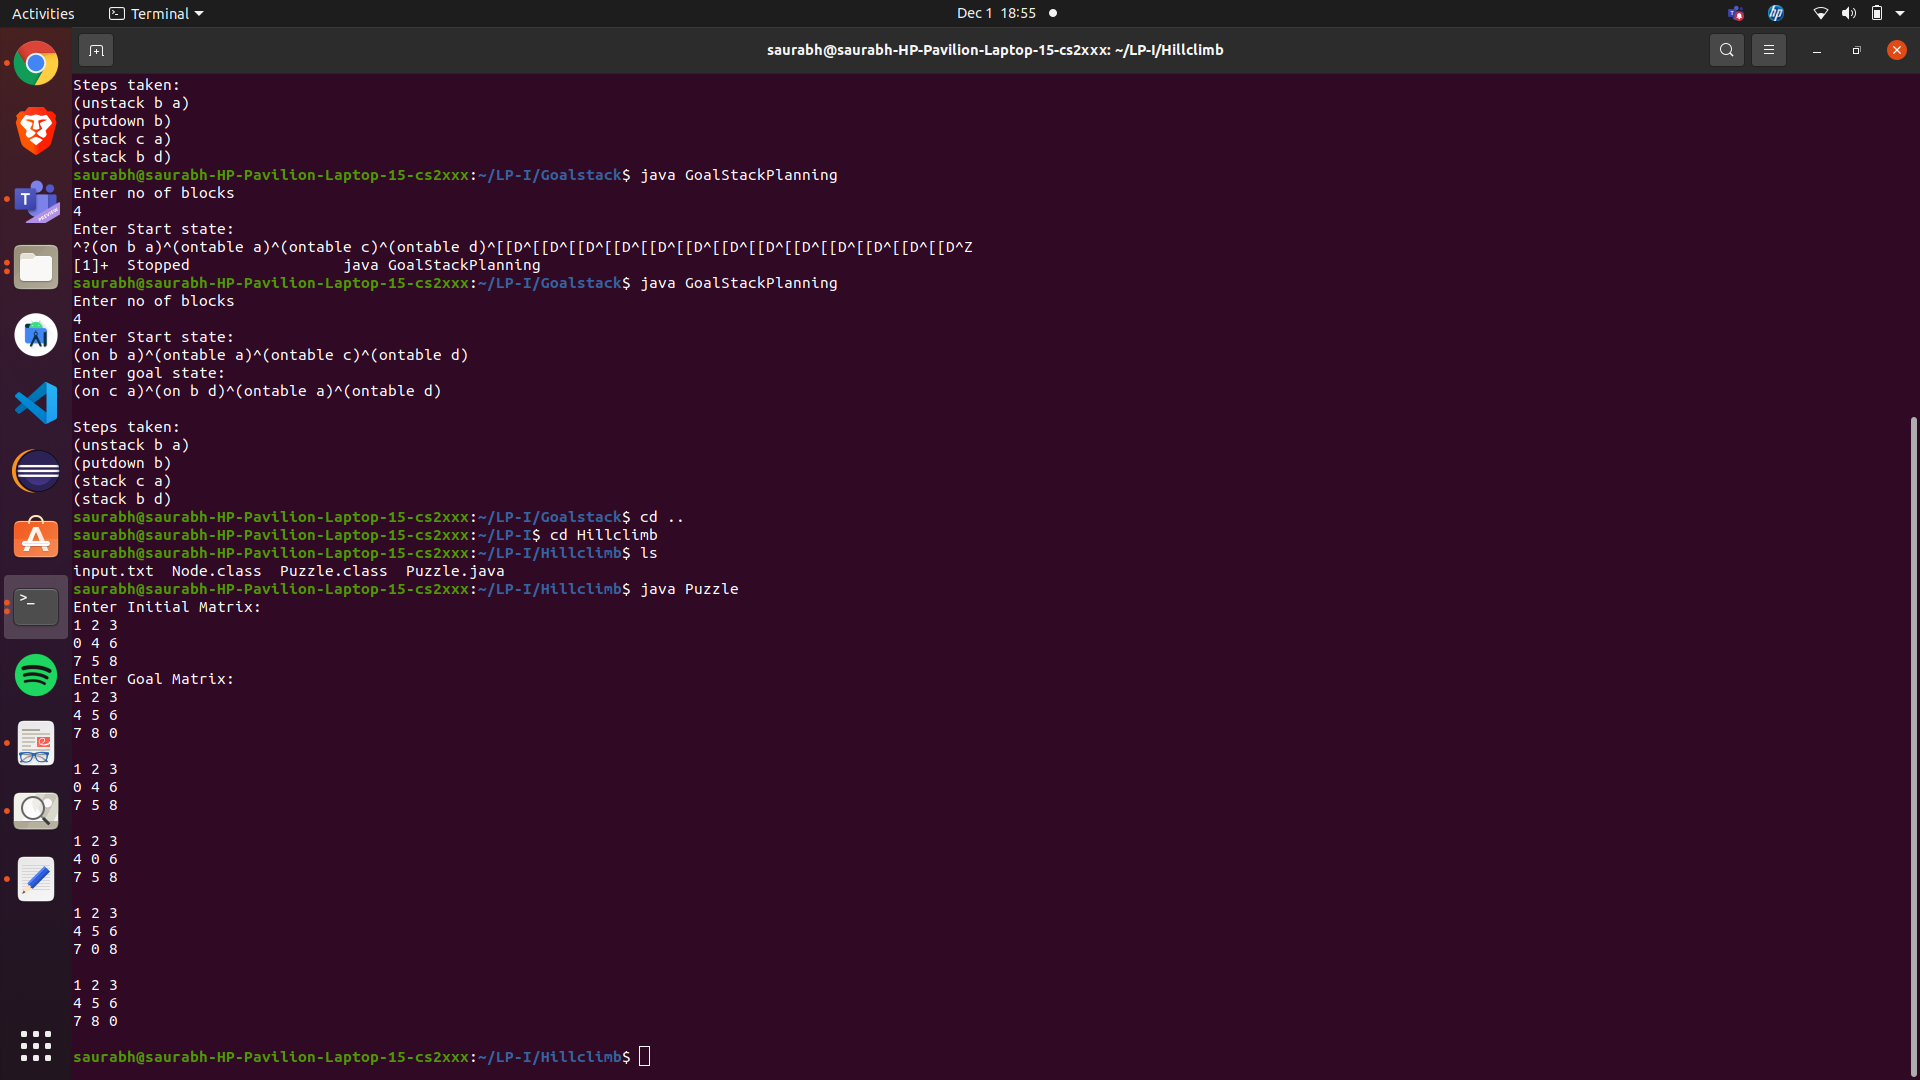 Activities Terminal Dec 1 18:55
saurabh@saurabh-HP-Pavilion-Laptop-15-cs2xxx: ~/LP-I/Hillclimb
Steps taken:
(unstack b a)
(putdown b)
(stack c a)
(stack b d)
saurabh@saurabh-HP-Pavilion-Laptop-15-cs2xxx:~/LP-I/Goalstack$ java GoalStackPlanning
Enter no of blocks
4
Enter Start state:
^?(on b a)^(ontable a)^(ontable c)^(ontable d)^[[D^[[D^[[D^[[D^[[D^[[D^[[D^[[D^[[D^[[D^[[D^[[D^[[D^Z
[1]+  Stopped                 java GoalStackPlanning
saurabh@saurabh-HP-Pavilion-Laptop-15-cs2xxx:~/LP-I/Goalstack$ java GoalStackPlanning
Enter no of blocks
4
Enter Start state:
(on b a)^(ontable a)^(ontable c)^(ontable d)
Enter goal state:
(on c a)^(on b d)^(ontable a)^(ontable d)
Steps taken:
(unstack b a)
(putdown b)
(stack c a)
(stack b d)
saurabh@saurabh-HP-Pavilion-Laptop-15-cs2xxx:~/LP-I/Goalstack$ cd ..
saurabh@saurabh-HP-Pavilion-Laptop-15-cs2xxx:~/LP-I$ cd Hillclimb
saurabh@saurabh-HP-Pavilion-Laptop-15-cs2xxx:~/LP-I/Hillclimb$ ls
input.txt  Node.class  Puzzle.class  Puzzle.java
saurabh@saurabh-HP-Pavilion-Laptop-15-cs2xxx:~/LP-I/Hillclimb$ java Puzzle
Enter Initial Matrix:
1 2 3
0 4 6
7 5 8
Enter Goal Matrix:
1 2 3
4 5 6
7 8 0
1 2 3
0 4 6
7 5 8
1 2 3
4 0 6
7 5 8
1 2 3
4 5 6
7 0 8
1 2 3
4 5 6
7 8 0
saurabh@saurabh-HP-Pavilion-Laptop-15-cs2xxx:~/LP-I/Hillclimb$